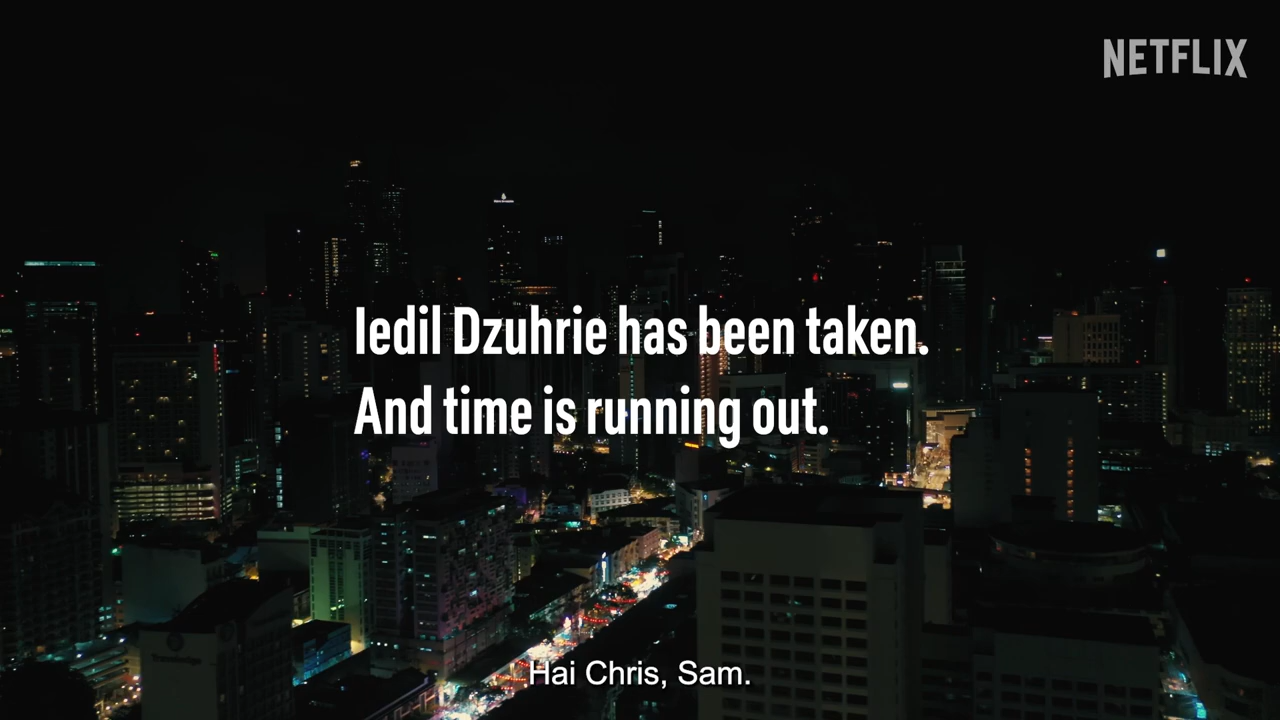 NETFLIX
Iedil Dzuhrie has been taken.
And time is running out.
Hai Chris, Sam.